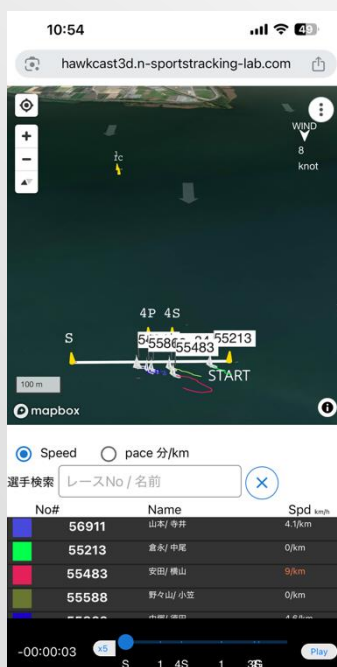 10:54
49
hawkcast3d.n-sportstracking-lab.com
WIND
8
knot
4P 4S
S
55213
55483
START
100 m
mapbox
Speed pace 分/km
選手検索 レースNo / 名前
No# Name Spd km/h
56911 山本/ 寺井 4.1/km
55213 倉永/ 中尾 0/km
55483 安田/ 横山 9/km
55588 野々山/ 小笠 0/km
-00:00:03 x5 Play
S 1 4S 1